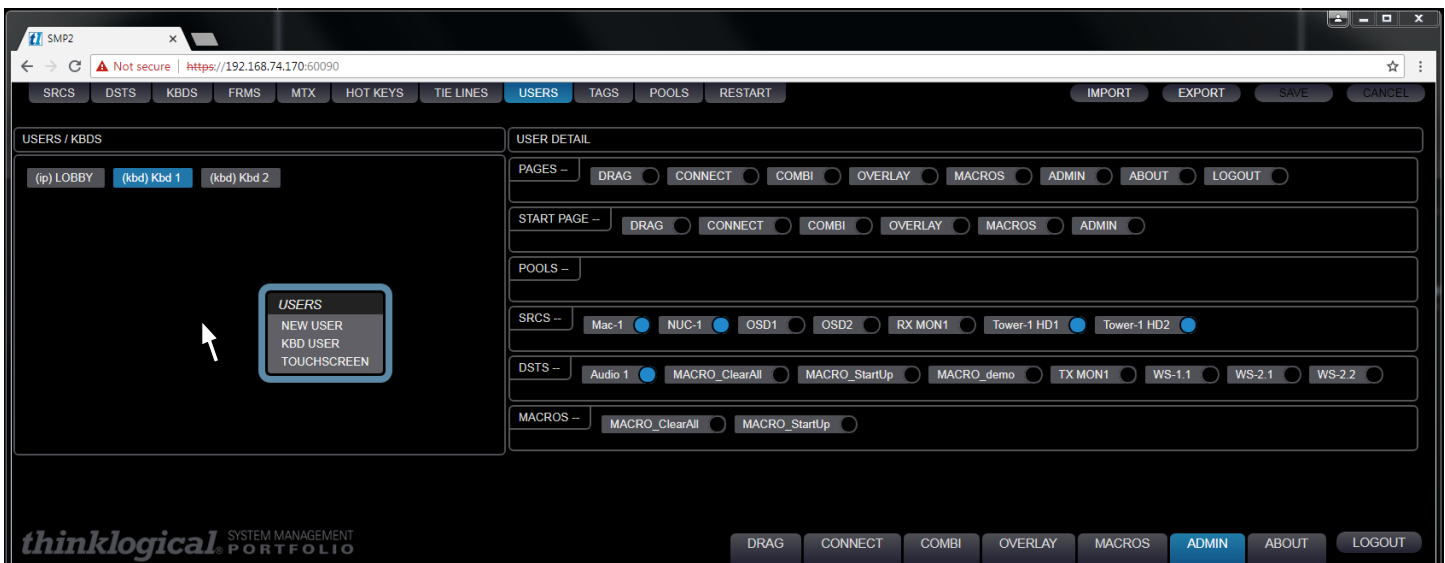 SMP2
Not secure | https://192.168.74.170:60090
SRCS DSTS KBDS FRMS MTX HOT KEYS TIE LINES USERS TAGS POOLS RESTART IMPORT EXPORT SAVE CANCEL
USERS / KBDS
USER DETAIL
(ip) LOBBY (kbd) Kbd 1 (kbd) Kbd 2
USERS
NEW USER
KBD USER
TOUCHSCREEN
PAGES -- DRAG CONNECT COMBI OVERLAY MACROS ADMIN ABOUT LOGOUT
START PAGE -- DRAG CONNECT COMBI OVERLAY MACROS ADMIN
POOLS --
SRCS -- Mac-1 NUC-1 OSD1 OSD2 RX MON1 Tower-1 HD1 Tower-1 HD2
DSTS -- Audio 1 MACRO_ClearAll MACRO_StartUp MACRO_demo TX MON1 WS-1.1 WS-2.1 WS-2.2
MACROS -- MACRO_ClearAll MACRO_StartUp
thinklogical® SYSTEM MANAGEMENT
PORTFOLIO
DRAG CONNECT COMBI OVERLAY MACROS ADMIN ABOUT LOGOUT